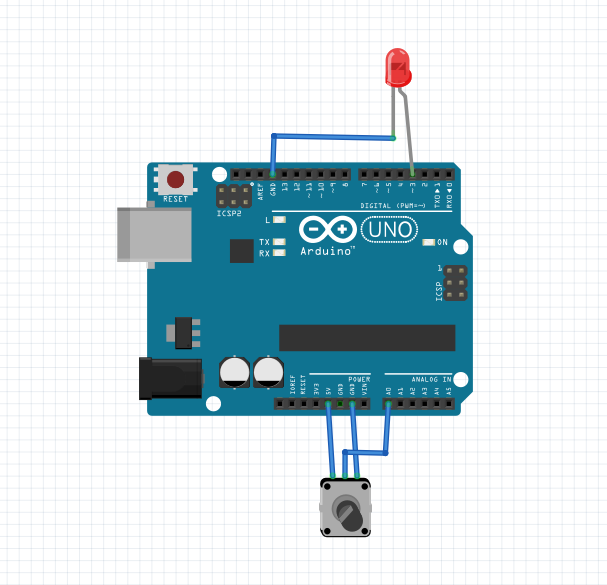 RESET
ICSP2
AREF
GND
13
12
~11
~10
~9
8
7
~6
~5
4
~3
2
TXD▶1
RXD◀0
DIGITAL (PWM=~)
L
TX
RX
Arduino™
UNO
ON
1
ICSP
IOREF
RESET
3V3
5V
GND
GND
VIN
POWER
ANALOG IN
A0
A1
A2
A3
A4
A5